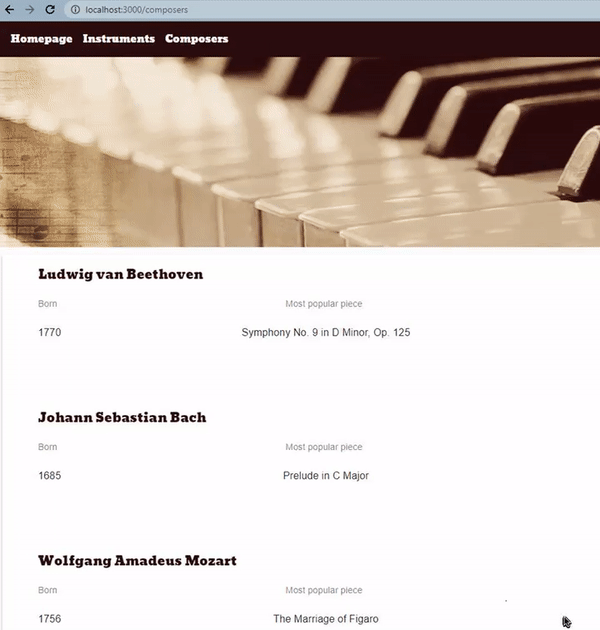 localhost:3000/composers
Homepage Instruments Composers
Ludwig van Beethoven
Born Most popular piece
1770 Symphony No. 9 in D Minor, Op. 125
Johann Sebastian Bach
Born Most popular piece
1685 Prelude in C Major
Wolfgang Amadeus Mozart
Born Most popular piece
1756 The Marriage of Figaro